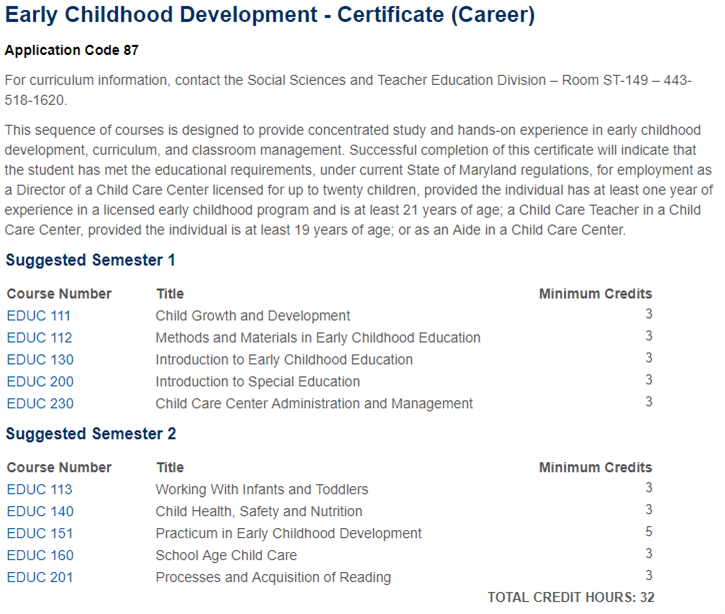 Early Childhood Development - Certificate (Career)
Application Code 87
For curriculum information, contact the Social Sciences and Teacher Education Division – Room ST-149 – 443-
518-1620.
This sequence of courses is designed to provide concentrated study and hands-on experience in early childhood
development, curriculum, and classroom management. Successful completion of this certificate will indicate that
the student has met the educational requirements, under current State of Maryland regulations, for employment as
a Director of a Child Care Center licensed for up to twenty children, provided the individual has at least one year of
experience in a licensed early childhood program and is at least 21 years of age; a Child Care Teacher in a Child
Care Center, provided the individual is at least 19 years of age; or as an Aide in a Child Care Center.
Suggested Semester 1
Course Number Title Minimum Credits
EDUC 111 Child Growth and Development 3
EDUC 112 Methods and Materials in Early Childhood Education 3
EDUC 130 Introduction to Early Childhood Education 3
EDUC 200 Introduction to Special Education 3
EDUC 230 Child Care Center Administration and Management 3
Suggested Semester 2
Course Number Title Minimum Credits
EDUC 113 Working With Infants and Toddlers 3
EDUC 140 Child Health, Safety and Nutrition 3
EDUC 151 Practicum in Early Childhood Development 5
EDUC 160 School Age Child Care 3
EDUC 201 Processes and Acquisition of Reading 3
TOTAL CREDIT HOURS: 32